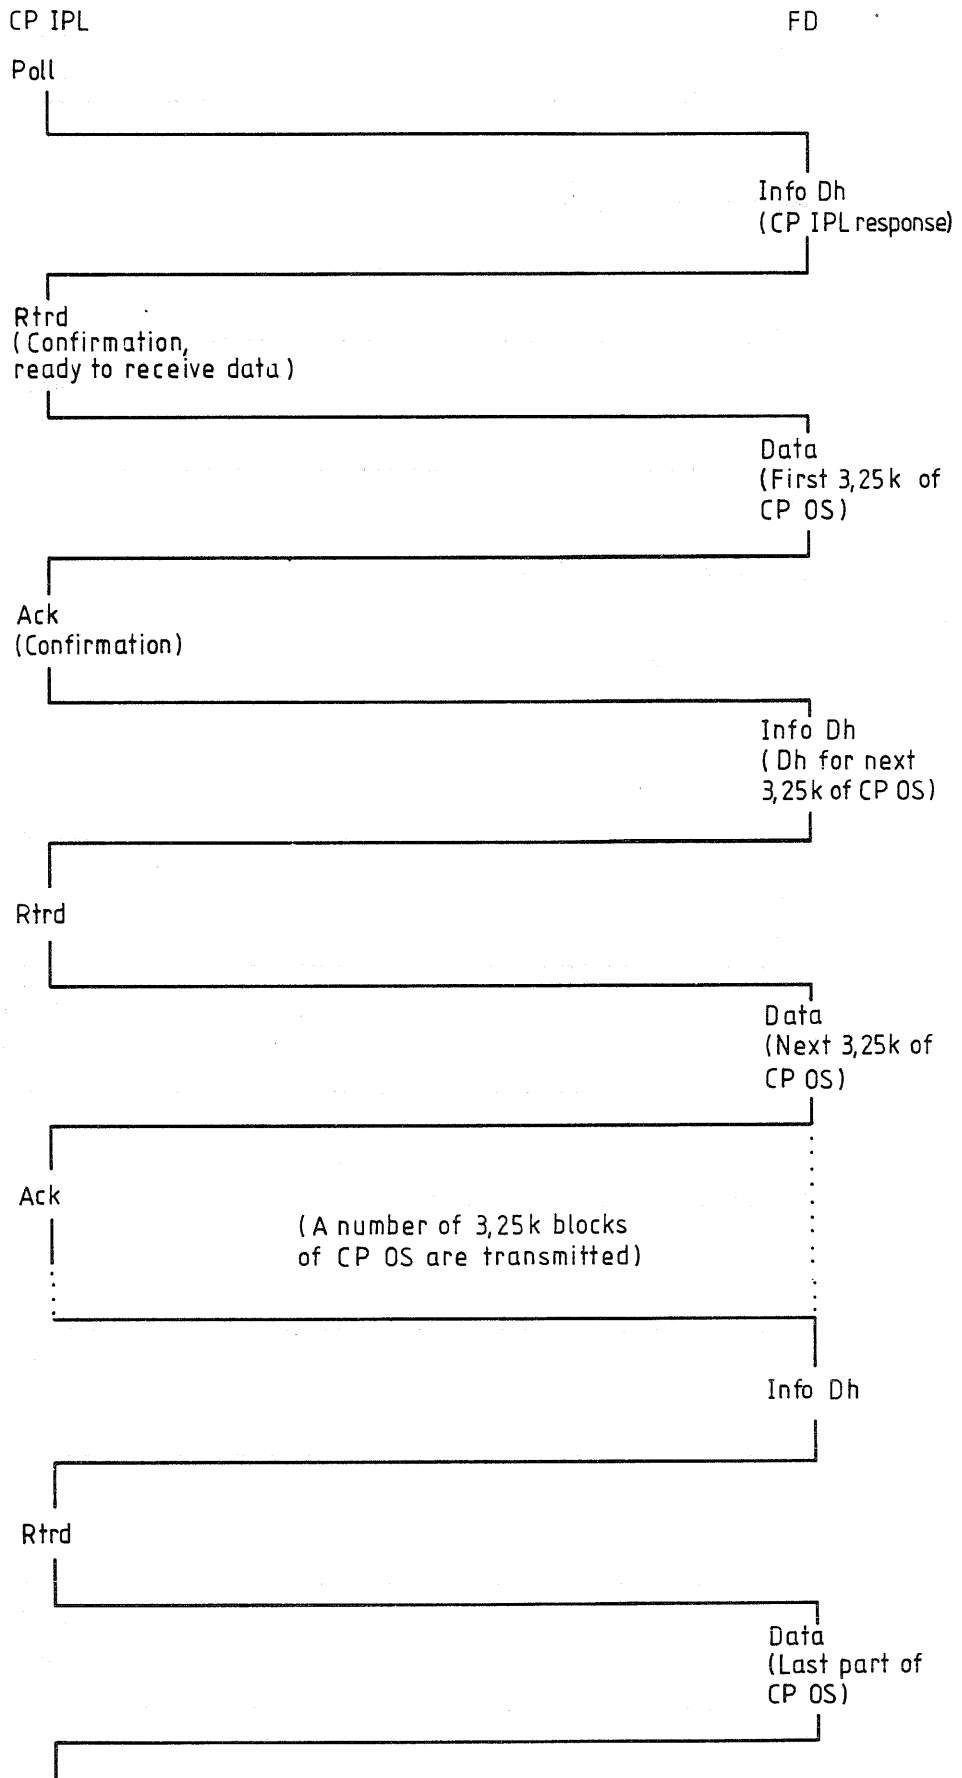 CP IPL
FD
Poll
Info Dh
(CP IPL response)
Rtrd
(Confirmation,
ready to receive data)
Data
(First 3,25k of
CP OS)
Ack
(Confirmation)
Info Dh
(Dh for next
3,25k of CP OS)
Rtrd
Data
(Next 3,25k of
CP OS)
Ack
(A number of 3,25k blocks
of CP OS are transmitted)
Info Dh
Rtrd
Data
(Last part of
CP OS)